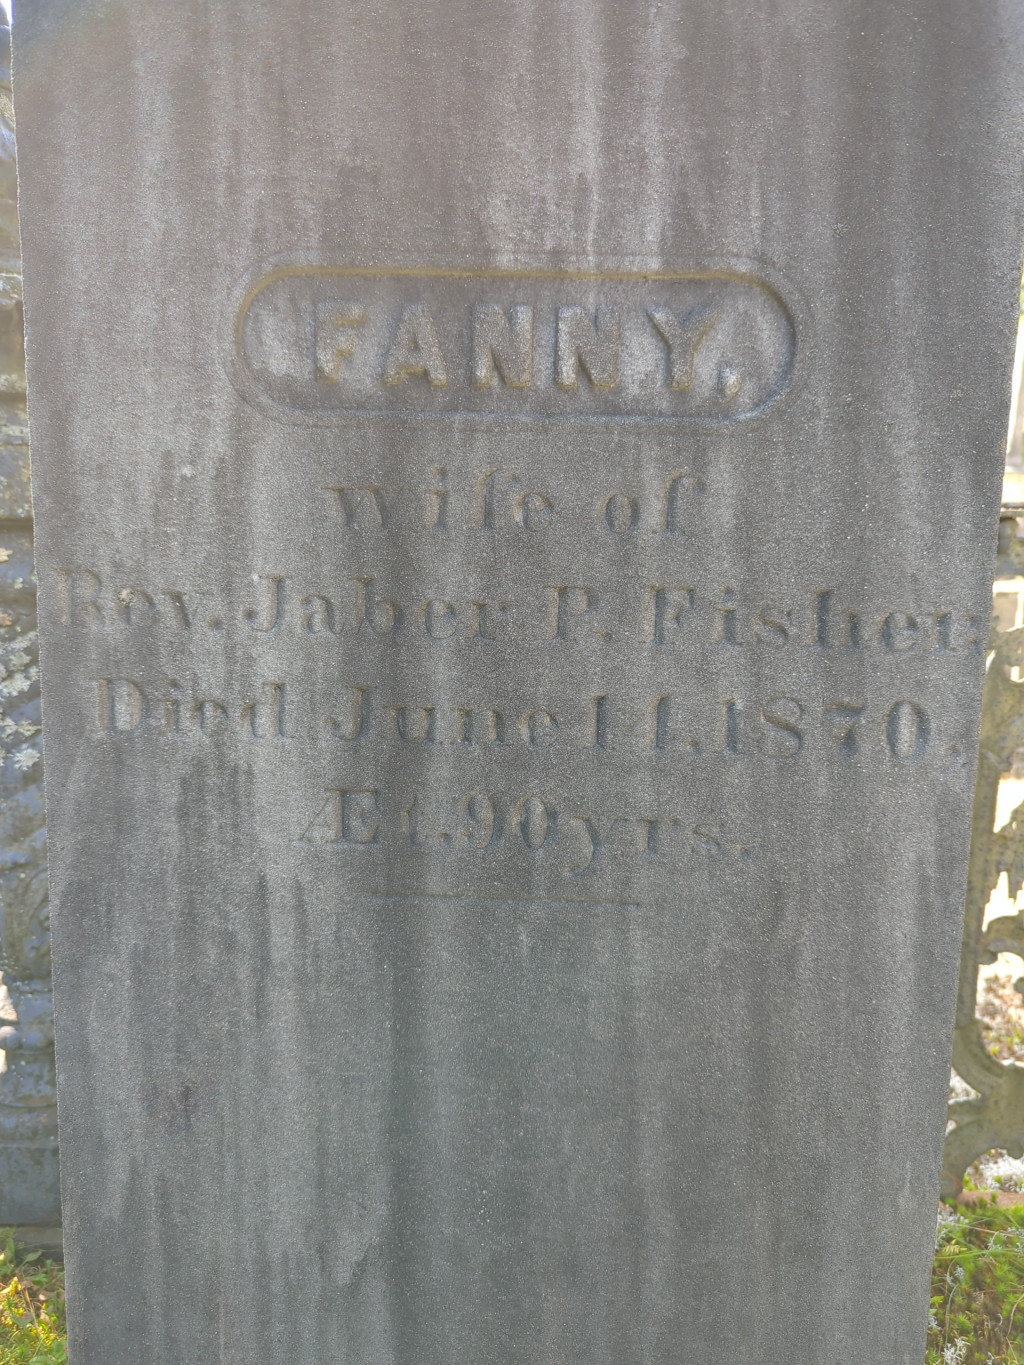 FANNY,
wife of
Rev. Jaber P. Fisher.
Died June 11, 1870,
Æt. 90 yrs.